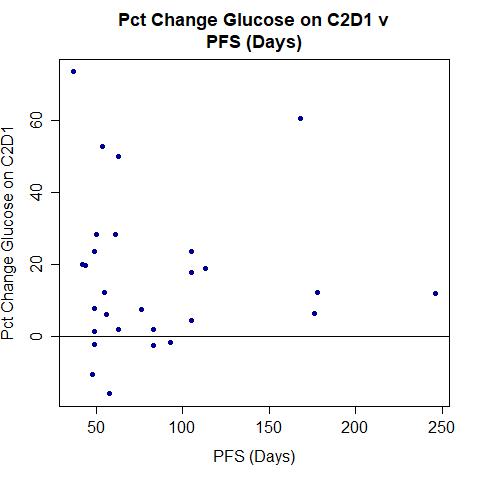 Pct Change Glucose on C2D1 v
PFS (Days)
Pct Change Glucose on C2D1
60
40
20
0
50 100 150 200 250
PFS (Days)